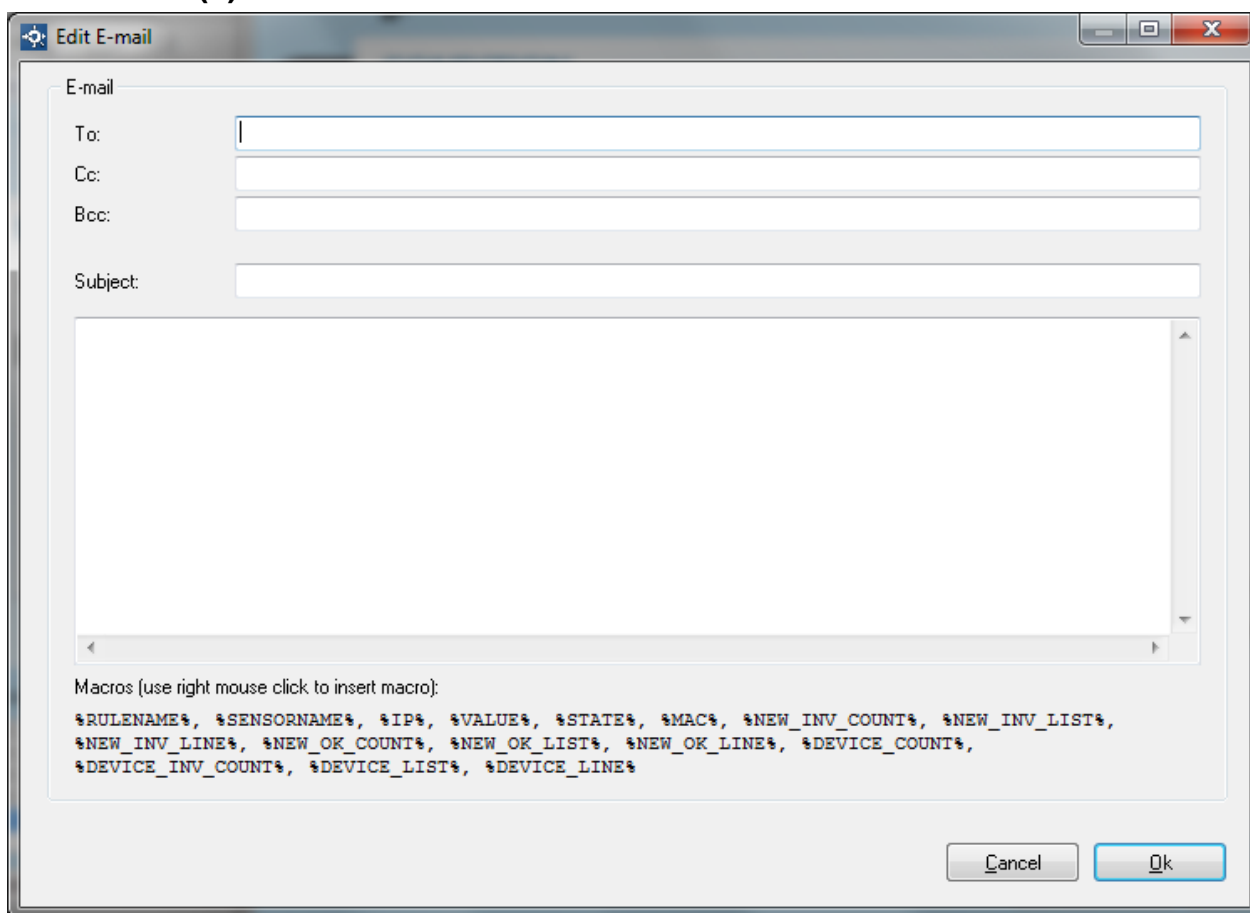 Edit E-mail
E-mail
To:
Cc:
Bcc:
Subject:
Macros (use right mouse click to insert macro):
%RULENAME%, %SENSORNAME%, %IP%, %VALUE%, %STATE%, %MAC%, %NEW_INV_COUNT%, %NEW_INV_LIST%,
%NEW_INV_LINE%, %NEW_OK_COUNT%, %NEW_OK_LIST%, %NEW_OK_LINE%, %DEVICE_COUNT%,
%DEVICE_INV_COUNT%, %DEVICE_LIST%, %DEVICE_LINE%
Cancel Ok